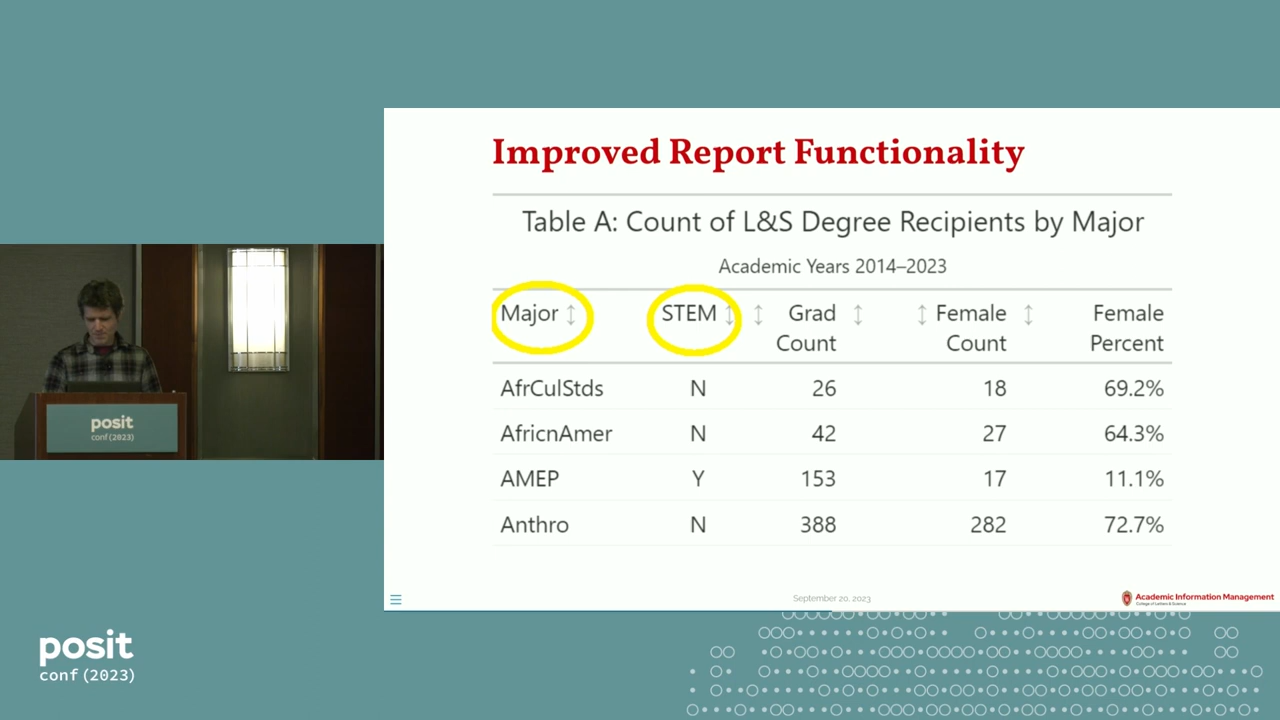 Improved Report Functionality
Table A: Count of L&S Degree Recipients by Major
Academic Years 2014–2023
Major STEM Grad Count Female Count Female Percent
AfrCulStds N 26 18 69.2%
AfricnAmer N 42 27 64.3%
AMEP Y 153 17 11.1%
Anthro N 388 282 72.7%
September 20, 2023
Academic Information Management
College of Letters & Science
posit
conf(2023)
posit
conf(2023)